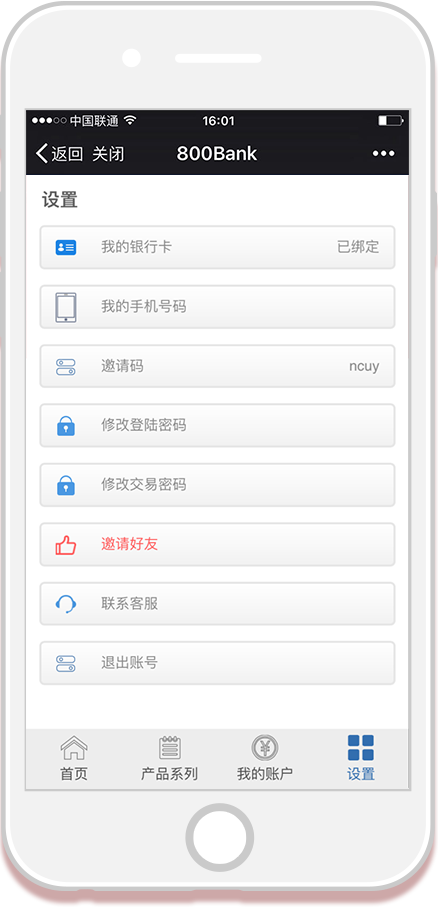 中国联通 16:01
返回 关闭 800Bank
设置
我的银行卡 已绑定
我的手机号码
邀请码 ncuy
修改登陆密码
修改交易密码
邀请好友
联系客服
退出账号
首页 产品系列 我的账户 设置